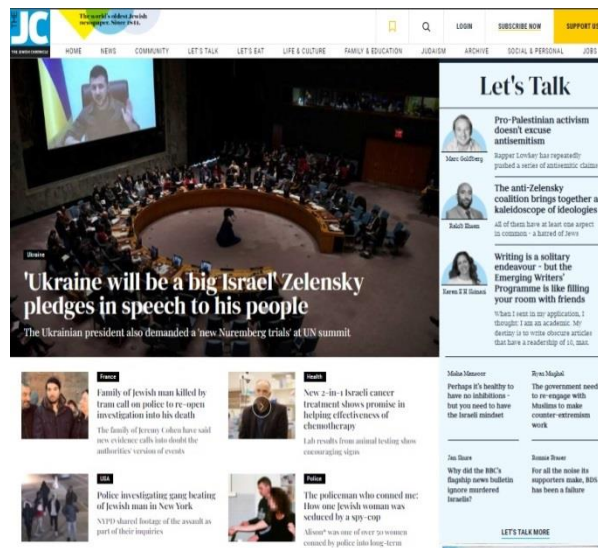 THE JEWISH CHRONICLE
JC
The world's oldest Jewish
newspaper. Since 1841.
LOGIN
SUBSCRIBE NOW
SUPPORT US
HOME NEWS COMMUNITY LET'S TALK LET'S EAT LIFE & CULTURE FAMILY & EDUCATION JUDAISM ARCHIVE SOCIAL & PERSONAL JOBS
Ukraine
'Ukraine will be a big Israel' Zelensky
pledges in speech to his people
The Ukrainian president also demanded a 'new Nuremberg trials' at UN summit
France
Family of Jewish man killed by
tram call on police to re-open
investigation into his death
The family of Jeremy Cohen have said
new evidence calls into doubt the
authorities' version of events
Health
New 2-in-1 Israeli cancer
treatment shows promise in
helping effectiveness of
chemotherapy
Lab results from animal testing show
encouraging signs
USA
Police investigating gang beating
of Jewish man in New York
NYPD shared footage of the assault as
part of their inquiries
Police
The policeman who conned me:
How one Jewish woman was
seduced by a spy-cop
Alison* was one of over 50 women
conned by police into long-term
Let's Talk
Marc Goldberg
Pro-Palestinian activism
doesn't excuse
antisemitism
Rapper Lowkey has repeatedly
pushed a series of antisemitic claims
The anti-Zelensky
coalition brings together a
kaleidoscope of ideologies
All of them have at least one aspect
in common - a hatred of Jews
Writing is a solitary
endeavour - but the
Emerging Writers'
Programme is like filling
your room with friends
When I sent in my application, I
thought: I am an academic. My
destiny is to write obscure articles
that have a readership of 10, max.
Perhaps it's healthy to
have no inhibitions -
but you need to have
the Israeli mindset
The government need
to re-engage with
Muslims to make
counter-extremism
work
Why did the BBC's
flagship news bulletin
ignore murdered
Israelis?
For all the noise its
supporters make, BDS
has been a failure
LET'S TALK MORE